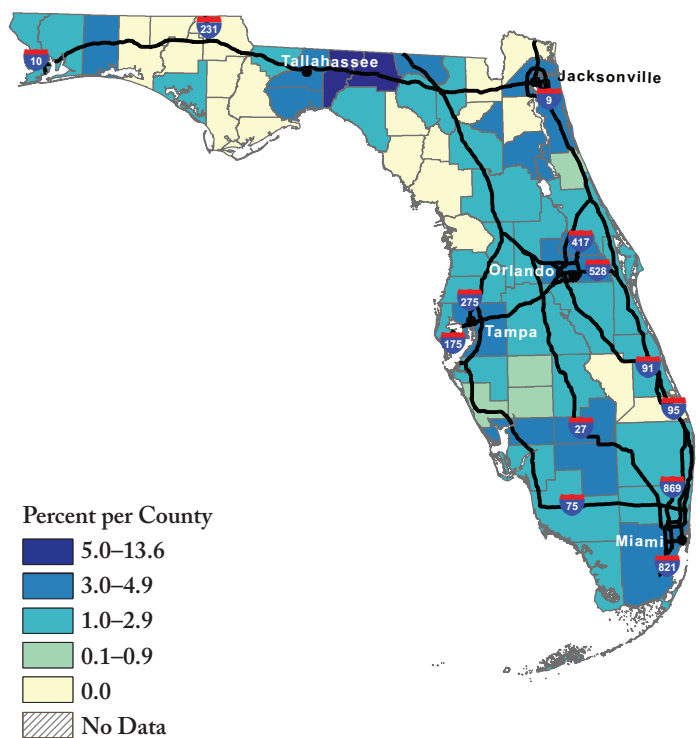 231
10
Tallahassee
Jacksonville
9
417
Orlando
528
275
Tampa
175
91
95
27
869
75
Miami
821
Percent per County
5.0–13.6
3.0–4.9
1.0–2.9
0.1–0.9
0.0
No Data